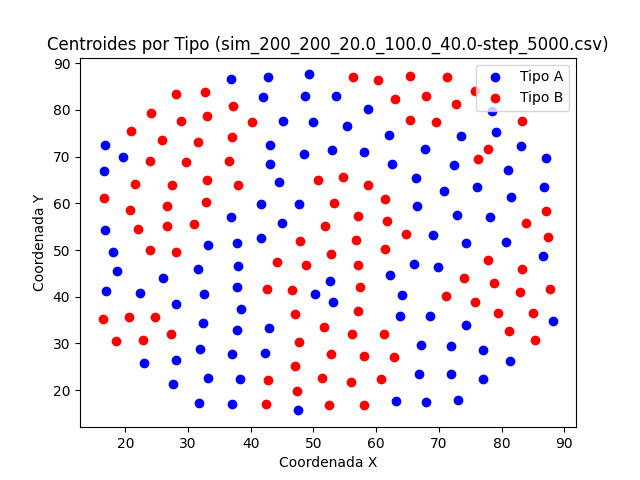 Centroides por Tipo (sim_200_200_20.0_100.0_40.0-step_5000.csv)
Tipo A
Tipo B
Coordenada Y
90
80
70
60
50
40
30
20
20 30 40 50 60 70 80 90
Coordenada X